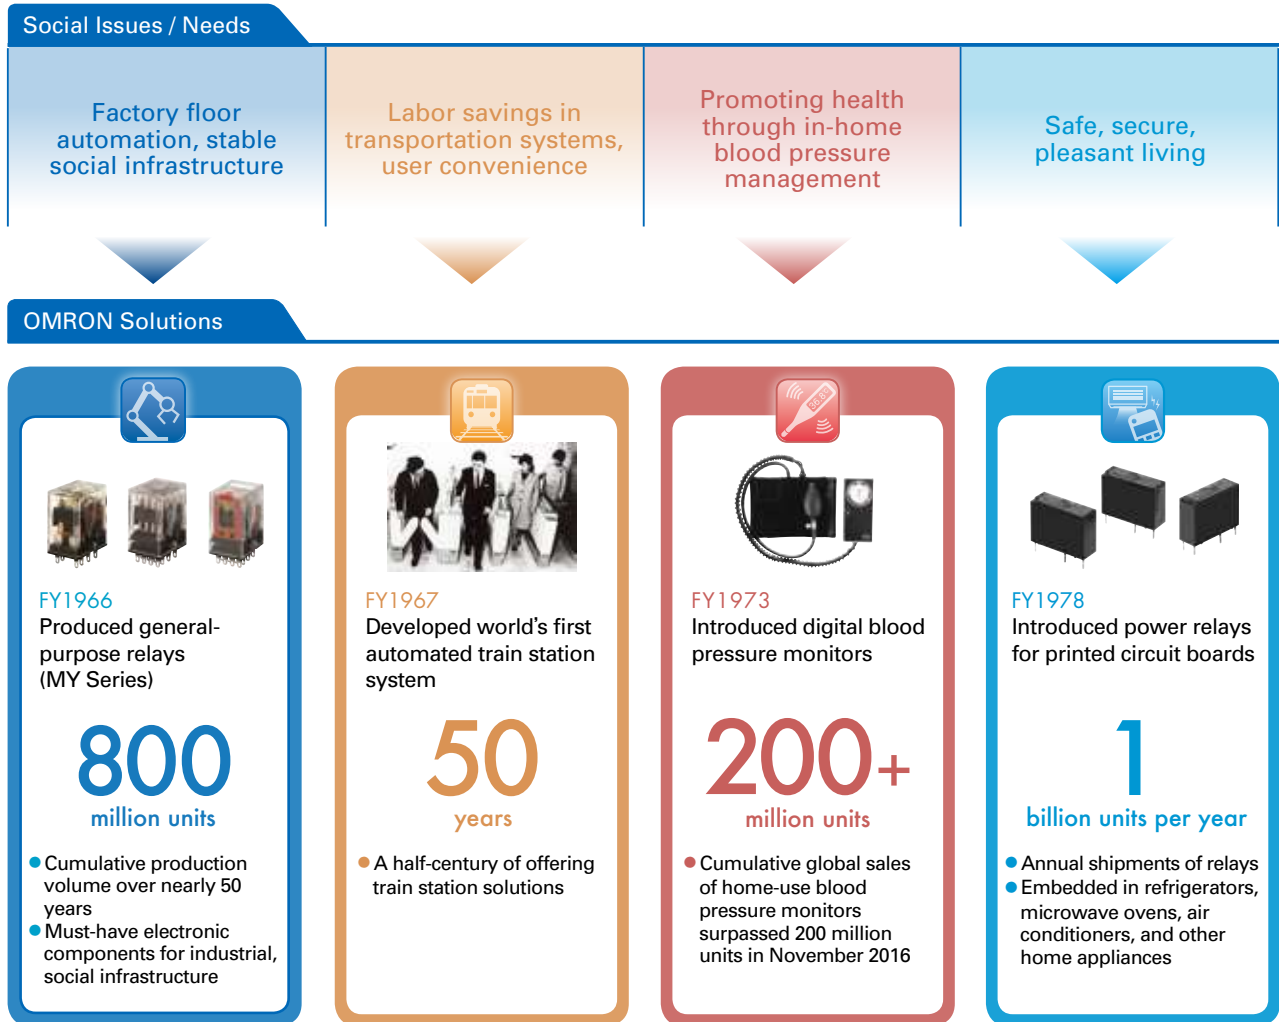 Social Issues / Needs
Factory floor
automation, stable
social infrastructure
Labor savings in
transportation systems,
user convenience
Promoting health
through in-home
blood pressure
management
Safe, secure,
pleasant living
OMRON Solutions
FY1966
Produced general-
purpose relays
(MY Series)
800
million units
● Cumulative production
volume over nearly 50
years
● Must-have electronic
components for industrial,
social infrastructure
FY1967
Developed world's first
automated train station
system
50
years
● A half-century of offering
train station solutions
36.8°
FY1973
Introduced digital blood
pressure monitors
200+
million units
● Cumulative global sales
of home-use blood
pressure monitors
surpassed 200 million
units in November 2016
FY1978
Introduced power relays
for printed circuit boards
1
billion units per year
● Annual shipments of relays
● Embedded in refrigerators,
microwave ovens, air
conditioners, and other
home appliances